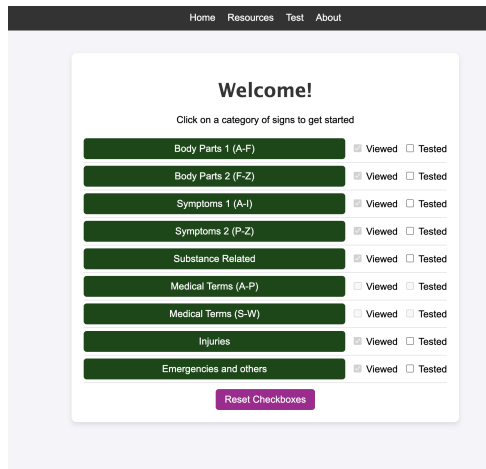 Home Resources Test About
Welcome!
Click on a category of signs to get started
Body Parts 1 (A-F) Viewed Tested
Body Parts 2 (F-Z) Viewed Tested
Symptoms 1 (A-I) Viewed Tested
Symptoms 2 (P-Z) Viewed Tested
Substance Related Viewed Tested
Medical Terms (A-P) Viewed Tested
Medical Terms (S-W) Viewed Tested
Injuries Viewed Tested
Emergencies and others Viewed Tested
Reset Checkboxes